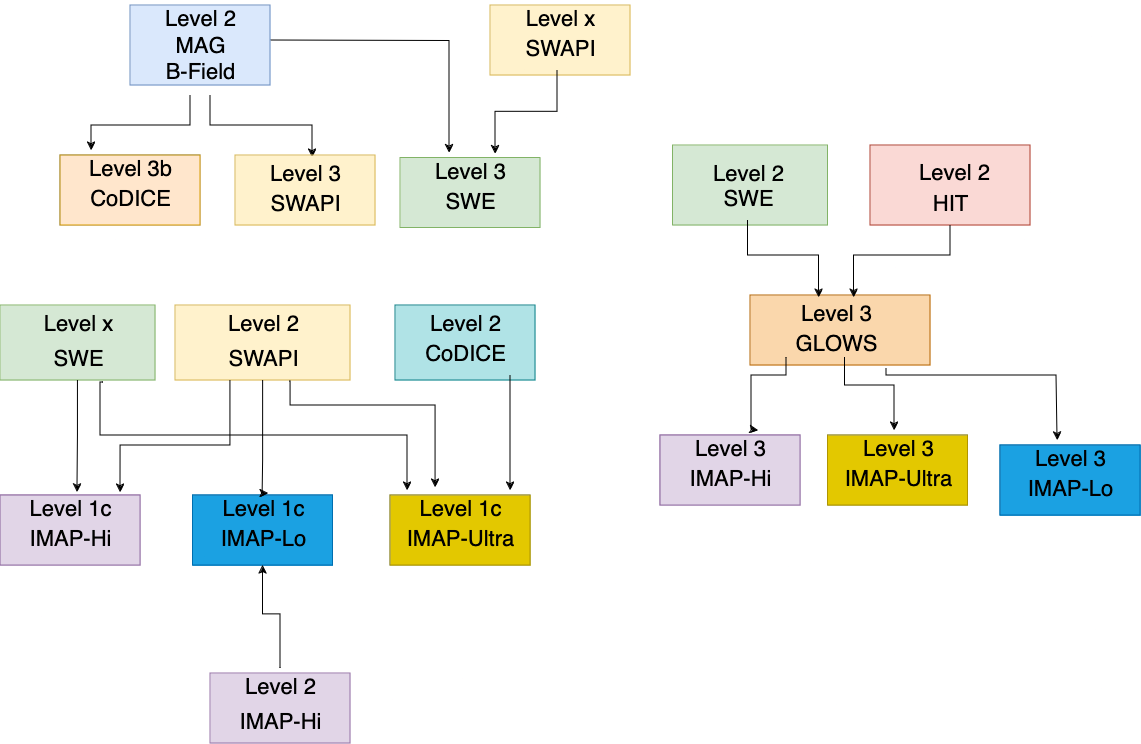 Level 2
MAG
B-Field
Level x
SWAPI
Level 3b
CoDICE
Level 3
SWAPI
Level 3
SWE
Level 2
SWE
Level 2
HIT
Level 3
GLOWS
Level 3
IMAP-Hi
Level 3
IMAP-Ultra
Level 3
IMAP-Lo
Level x
SWE
Level 2
SWAPI
Level 2
CoDICE
Level 1c
IMAP-Hi
Level 1c
IMAP-Lo
Level 1c
IMAP-Ultra
Level 2
IMAP-Hi